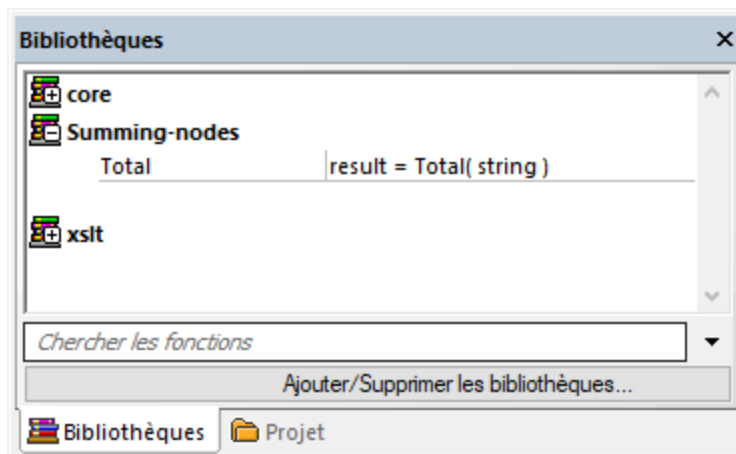 Bibliothèques
core
Summing-nodes
Total result = Total( string )
xslt
Chercher les fonctions
Ajouter/Supprimer les bibliothèques...
Bibliothèques Projet